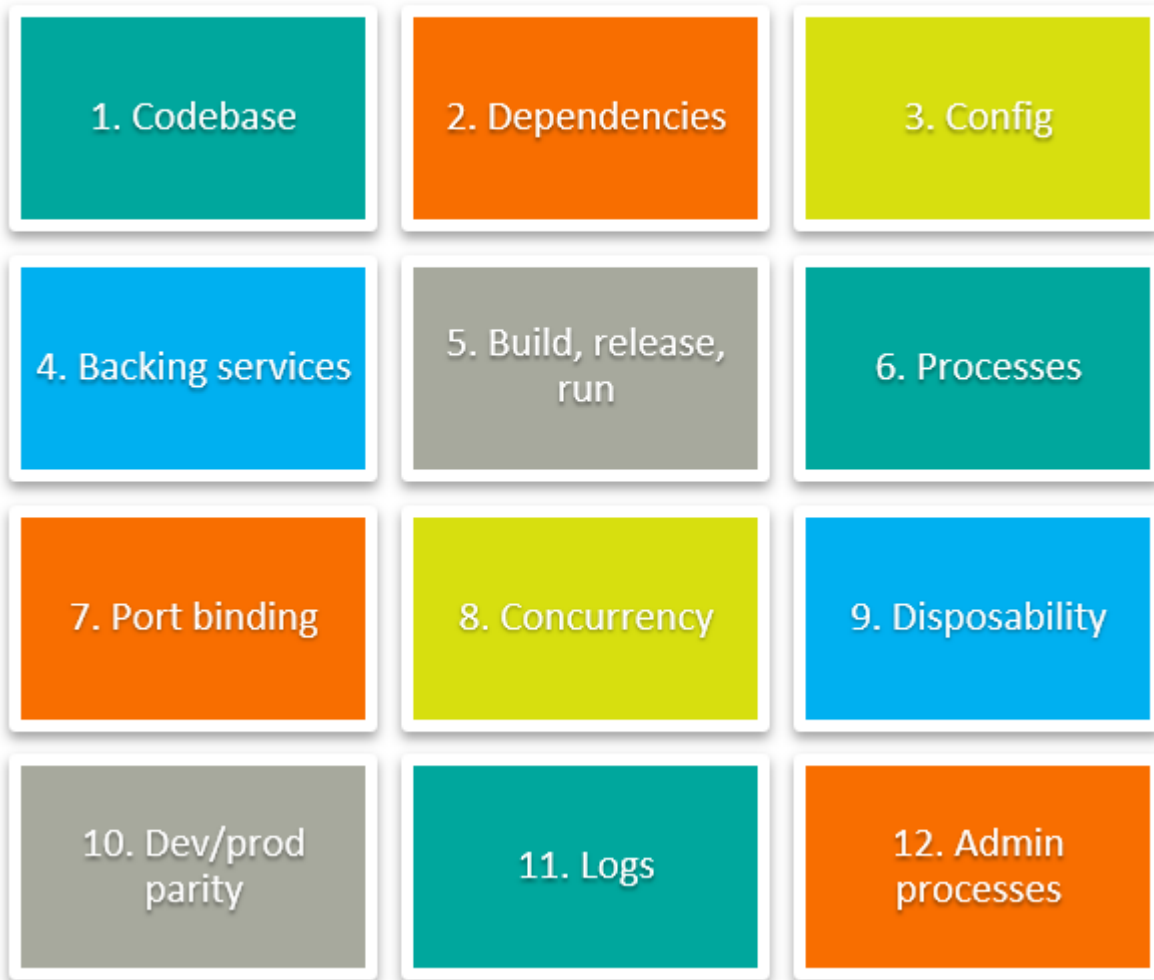 1. Codebase
2. Dependencies
3. Config
4. Backing services
5. Build, release,
run
6. Processes
7. Port binding
8. Concurrency
9. Disposability
10. Dev/prod
parity
11. Logs
12. Admin
processes